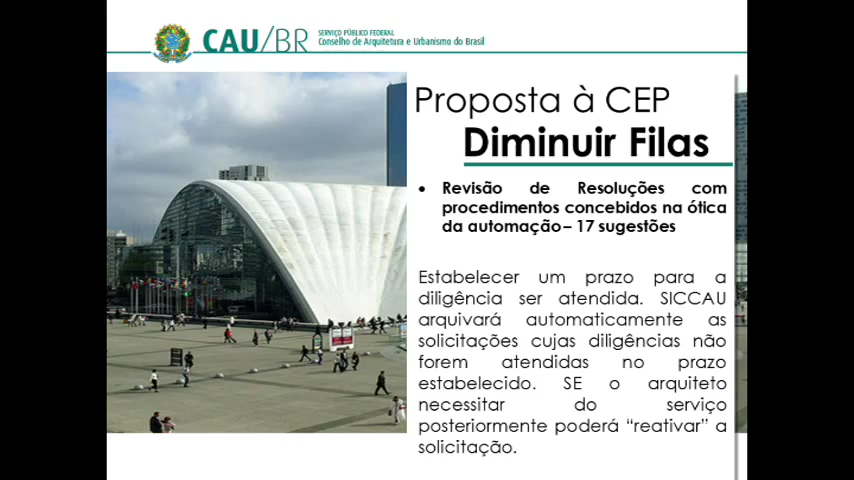 CAU/BR
SERVIÇO PÚBLICO FEDERAL
Conselho de Arquitetura e Urbanismo do Brasil
Proposta à CEP
Diminuir Filas
• Revisão de Resoluções com
procedimentos concebidos na ótica
da automação – 17 sugestões
Estabelecer um prazo para a
diligência ser atendida. SICCAU
arquivará automaticamente as
solicitações cujas diligências não
forem atendidas no prazo
estabelecido. SE o arquiteto
necessitar do serviço
posteriormente poderá “reativar” a
solicitação.